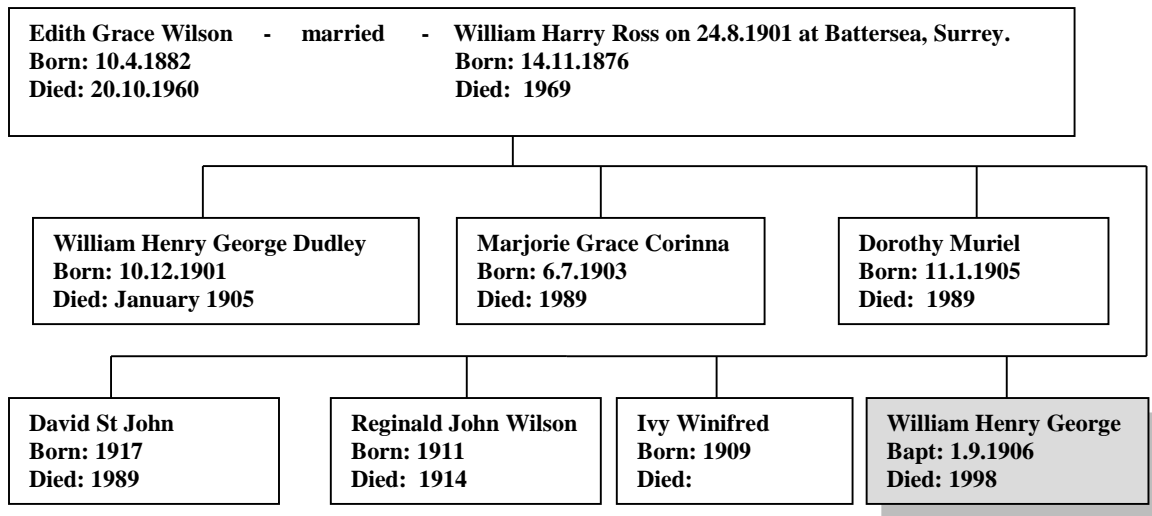 Edith Grace Wilson - married - William Harry Ross on 24.8.1901 at Battersea, Surrey.
Born: 10.4.1882 Born: 14.11.1876
Died: 20.10.1960 Died: 1969
William Henry George Dudley
Born: 10.12.1901
Died: January 1905
Marjorie Grace Corinna
Born: 6.7.1903
Died: 1989
Dorothy Muriel
Born: 11.1.1905
Died: 1989
David St John
Born: 1917
Died: 1989
Reginald John Wilson
Born: 1911
Died: 1914
Ivy Winifred
Born: 1909
Died:
William Henry George
Bapt: 1.9.1906
Died: 1998